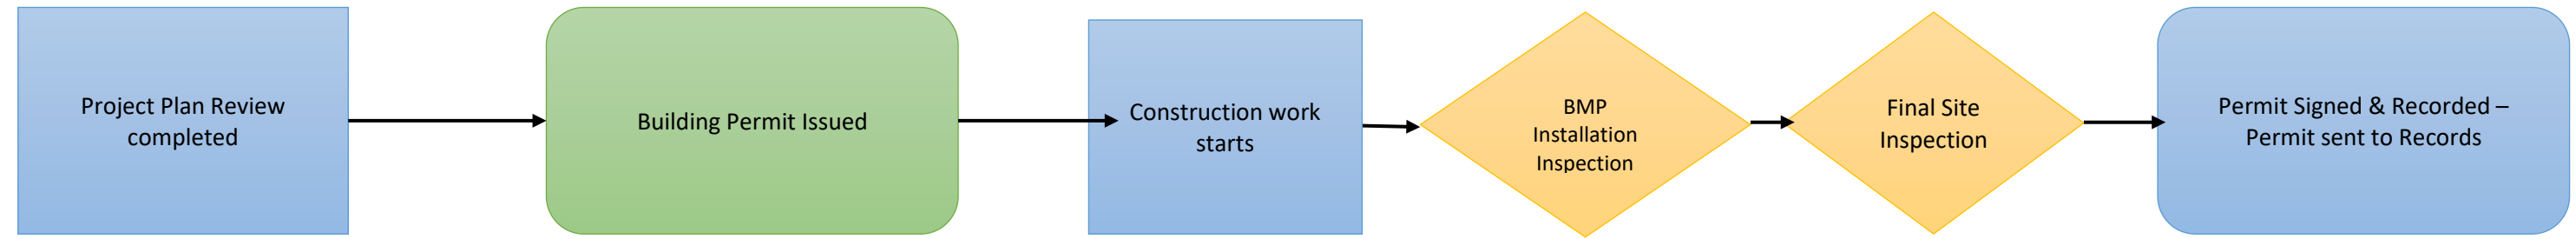 Project Plan Review
completed
Building Permit Issued
Construction work
starts
BMP
Installation
Inspection
Final Site
Inspection
Permit Signed & Recorded –
Permit sent to Records